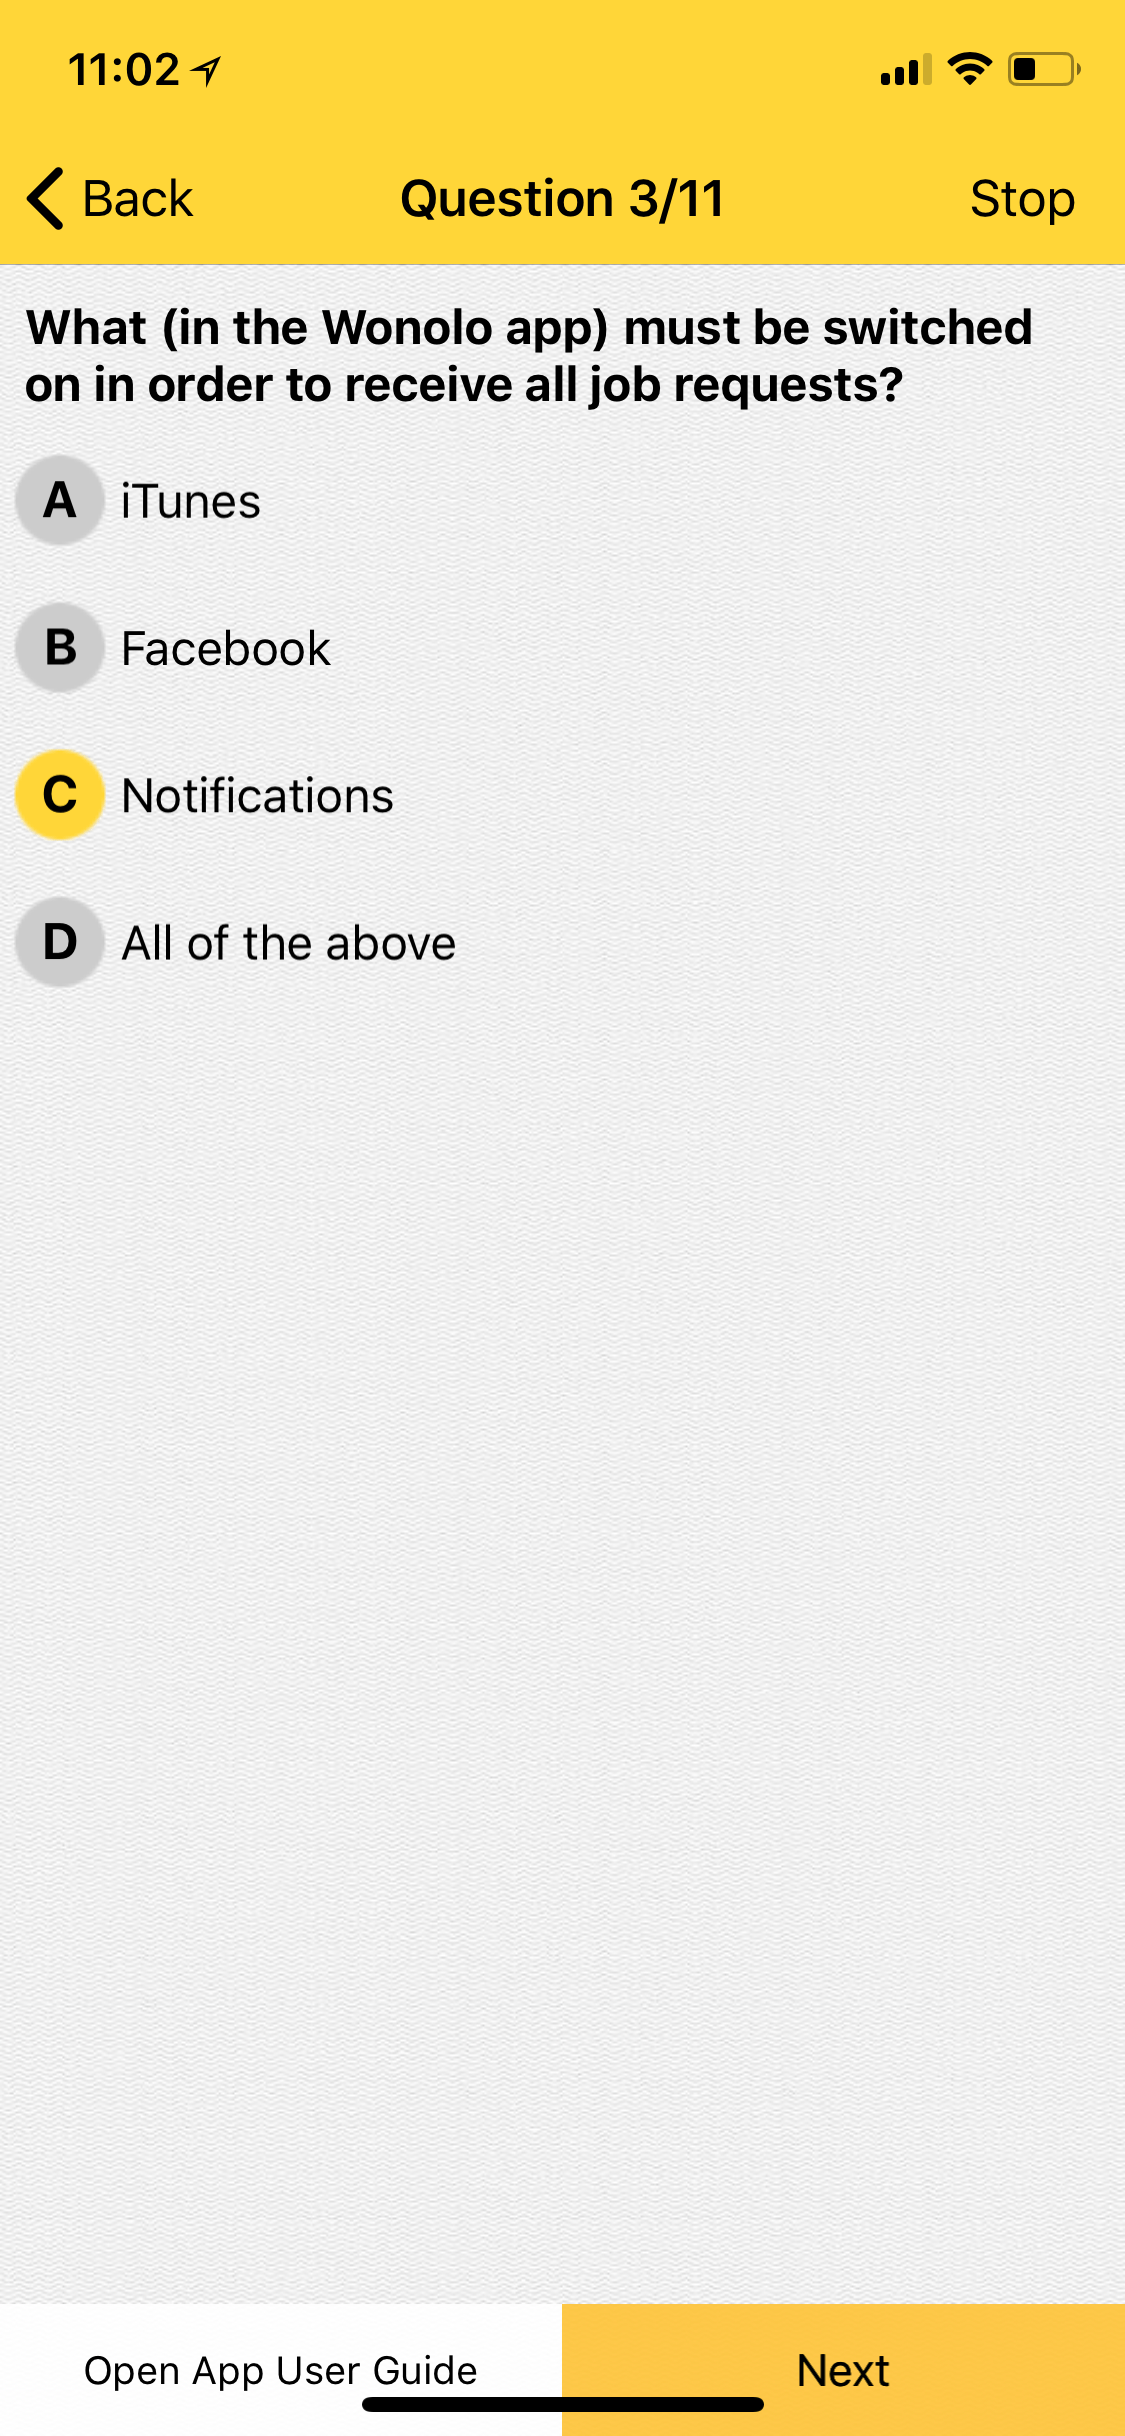 11:02
Back
Question 3/11
Stop
What (in the Wonolo app) must be switched
on in order to receive all job requests?
A iTunes
B Facebook
C Notifications
D All of the above
Open App User Guide
Next